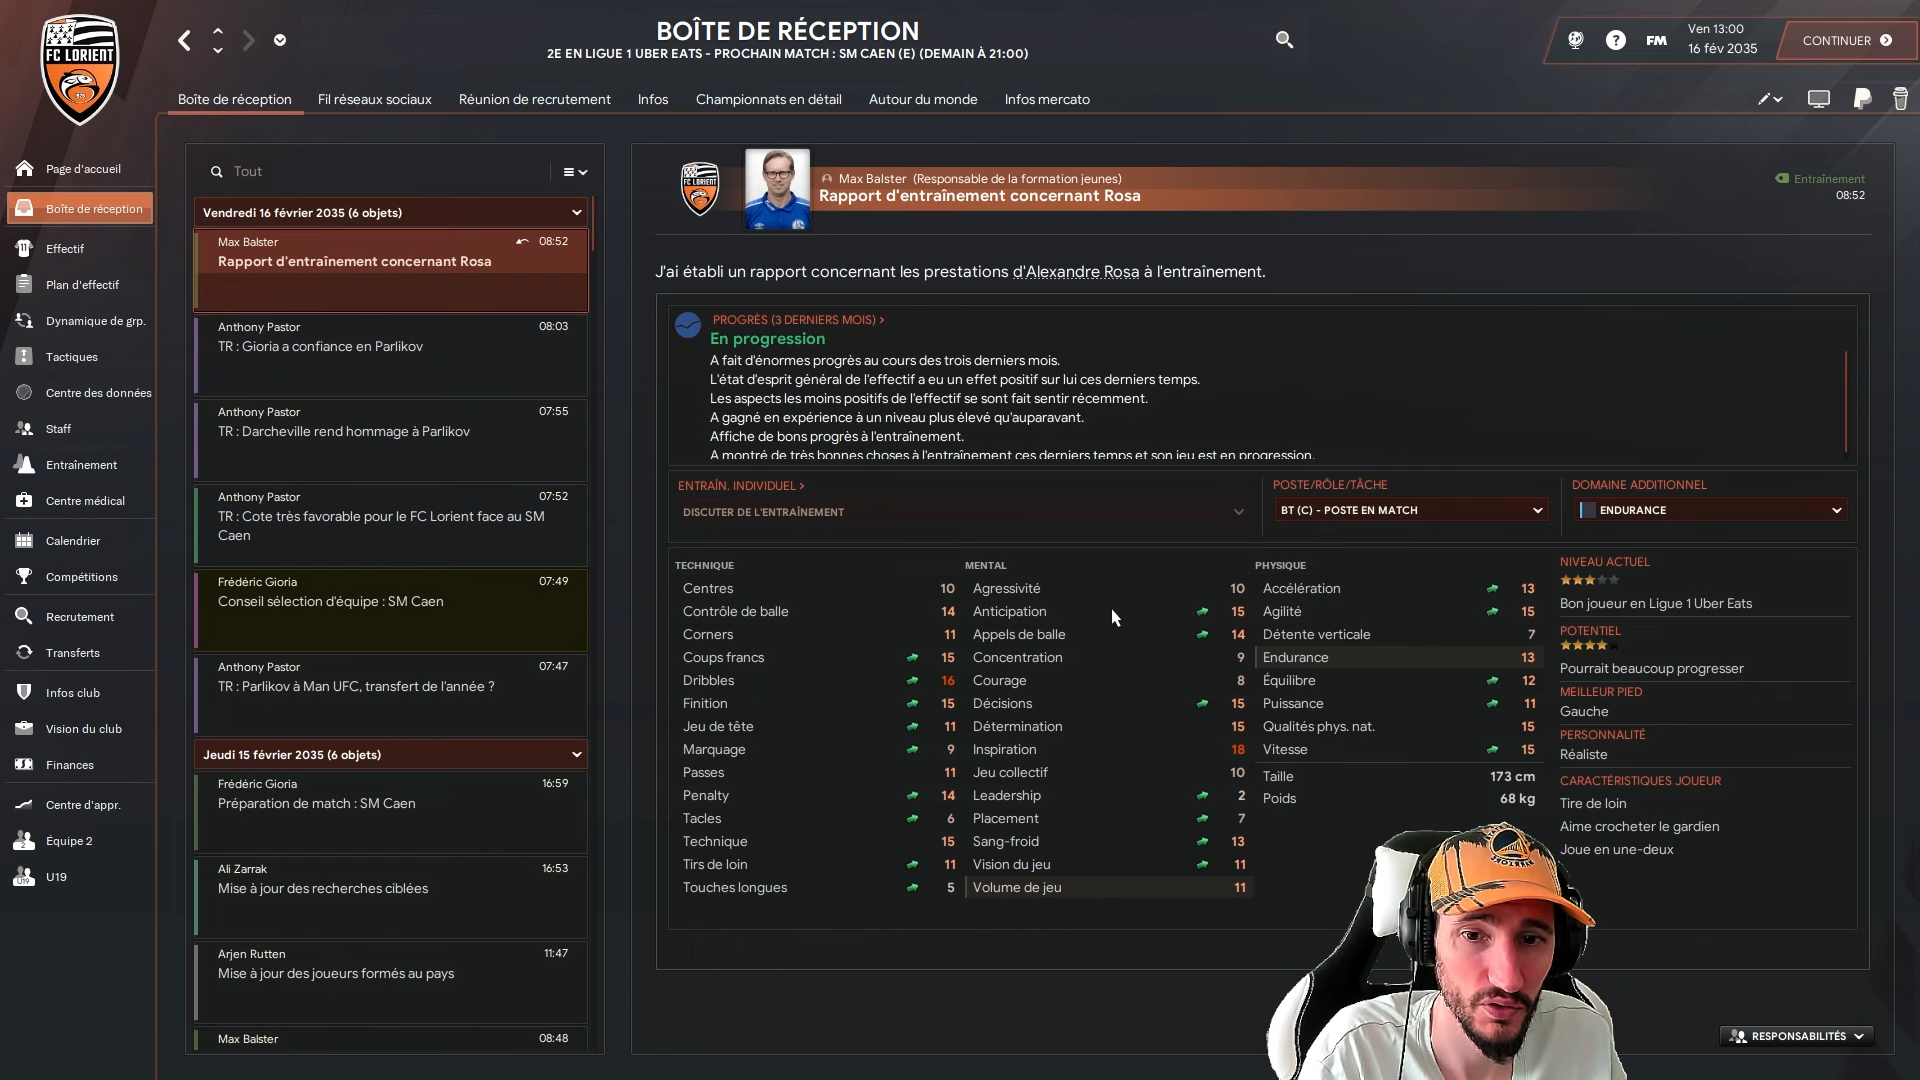 FC LORIENT
BOÎTE DE RÉCEPTION
2E EN LIGUE 1 UBER EATS - PROCHAIN MATCH : SM CAEN (E) (DEMAIN À 21:00)
?
FM
Ven 13:00
16 fév 2035
CONTINUER
Boîte de réception
Fil réseaux sociaux
Réunion de recrutement
Infos
Championnats en détail
Autour du monde
Infos mercato
Page d'accueil
Boîte de réception
Effectif
Plan d'effectif
Dynamique de grp.
Tactiques
Centre des données
Staff
Entraînement
Centre médical
Calendrier
Compétitions
Recrutement
Transferts
Infos club
Vision du club
Finances
Centre d'appr.
Équipe 2
U19
Tout
Vendredi 16 février 2035 (6 objets)
Max Balster 08:52
Rapport d'entraînement concernant Rosa
Anthony Pastor 08:03
TR : Gioria a confiance en Parlikov
Anthony Pastor 07:55
TR : Darcheville rend hommage à Parlikov
Anthony Pastor 07:52
TR : Cote très favorable pour le FC Lorient face au SM
Caen
Frédéric Gioria 07:49
Conseil sélection d'équipe : SM Caen
Anthony Pastor 07:47
TR : Parlikov à Man UFC, transfert de l'année ?
Jeudi 15 février 2035 (6 objets)
Frédéric Gioria 16:59
Préparation de match : SM Caen
Ali Zarrak 16:53
Mise à jour des recherches ciblées
Arjen Rutten 11:47
Mise à jour des joueurs formés au pays
Max Balster 08:48
Max Balster (Responsable de la formation jeunes)
Rapport d'entraînement concernant Rosa
Entraînement
08:52
J'ai établi un rapport concernant les prestations d'Alexandre Rosa à l'entraînement.
PROGRÈS (3 DERNIERS MOIS) >
En progression
A fait d'énormes progrès au cours des trois derniers mois.
L'état d'esprit général de l'effectif a eu un effet positif sur lui ces derniers temps.
Les aspects les moins positifs de l'effectif se sont fait sentir récemment.
A gagné en expérience à un niveau plus élevé qu'auparavant.
Affiche de bons progrès à l'entraînement.
A montré de très bonnes choses à l'entraînement ces derniers temps et son jeu est en progression.
ENTRAÎN. INDIVIDUEL >
DISCUTER DE L'ENTRAÎNEMENT
POSTE/RÔLE/TÂCHE
BT (C) - POSTE EN MATCH
DOMAINE ADDITIONNEL
ENDURANCE
TECHNIQUE
Centres 10
Contrôle de balle 14
Corners 11
Coups francs 15
Dribbles 16
Finition 15
Jeu de tête 11
Marquage 9
Passes 11
Penalty 14
Tacles 6
Technique 15
Tirs de loin 11
Touches longues 5
MENTAL
Agressivité 10
Anticipation 15
Appels de balle 14
Concentration 9
Courage 8
Décisions 15
Détermination 15
Inspiration 18
Jeu collectif 10
Leadership 2
Placement 7
Sang-froid 13
Vision du jeu 11
Volume de jeu 11
PHYSIQUE
Accélération 13
Agilité 15
Détente verticale 7
Endurance 13
Équilibre 12
Puissance 11
Qualités phys. nat. 15
Vitesse 15
Taille 173 cm
Poids 68 kg
NIVEAU ACTUEL
Bon joueur en Ligue 1 Uber Eats
POTENTIEL
Pourrait beaucoup progresser
MEILLEUR PIED
Gauche
PERSONNALITÉ
Réaliste
CARACTÉRISTIQUES JOUEUR
Tire de loin
Aime crocheter le gardien
Joue en une-deux
RESPONSABILITÉS